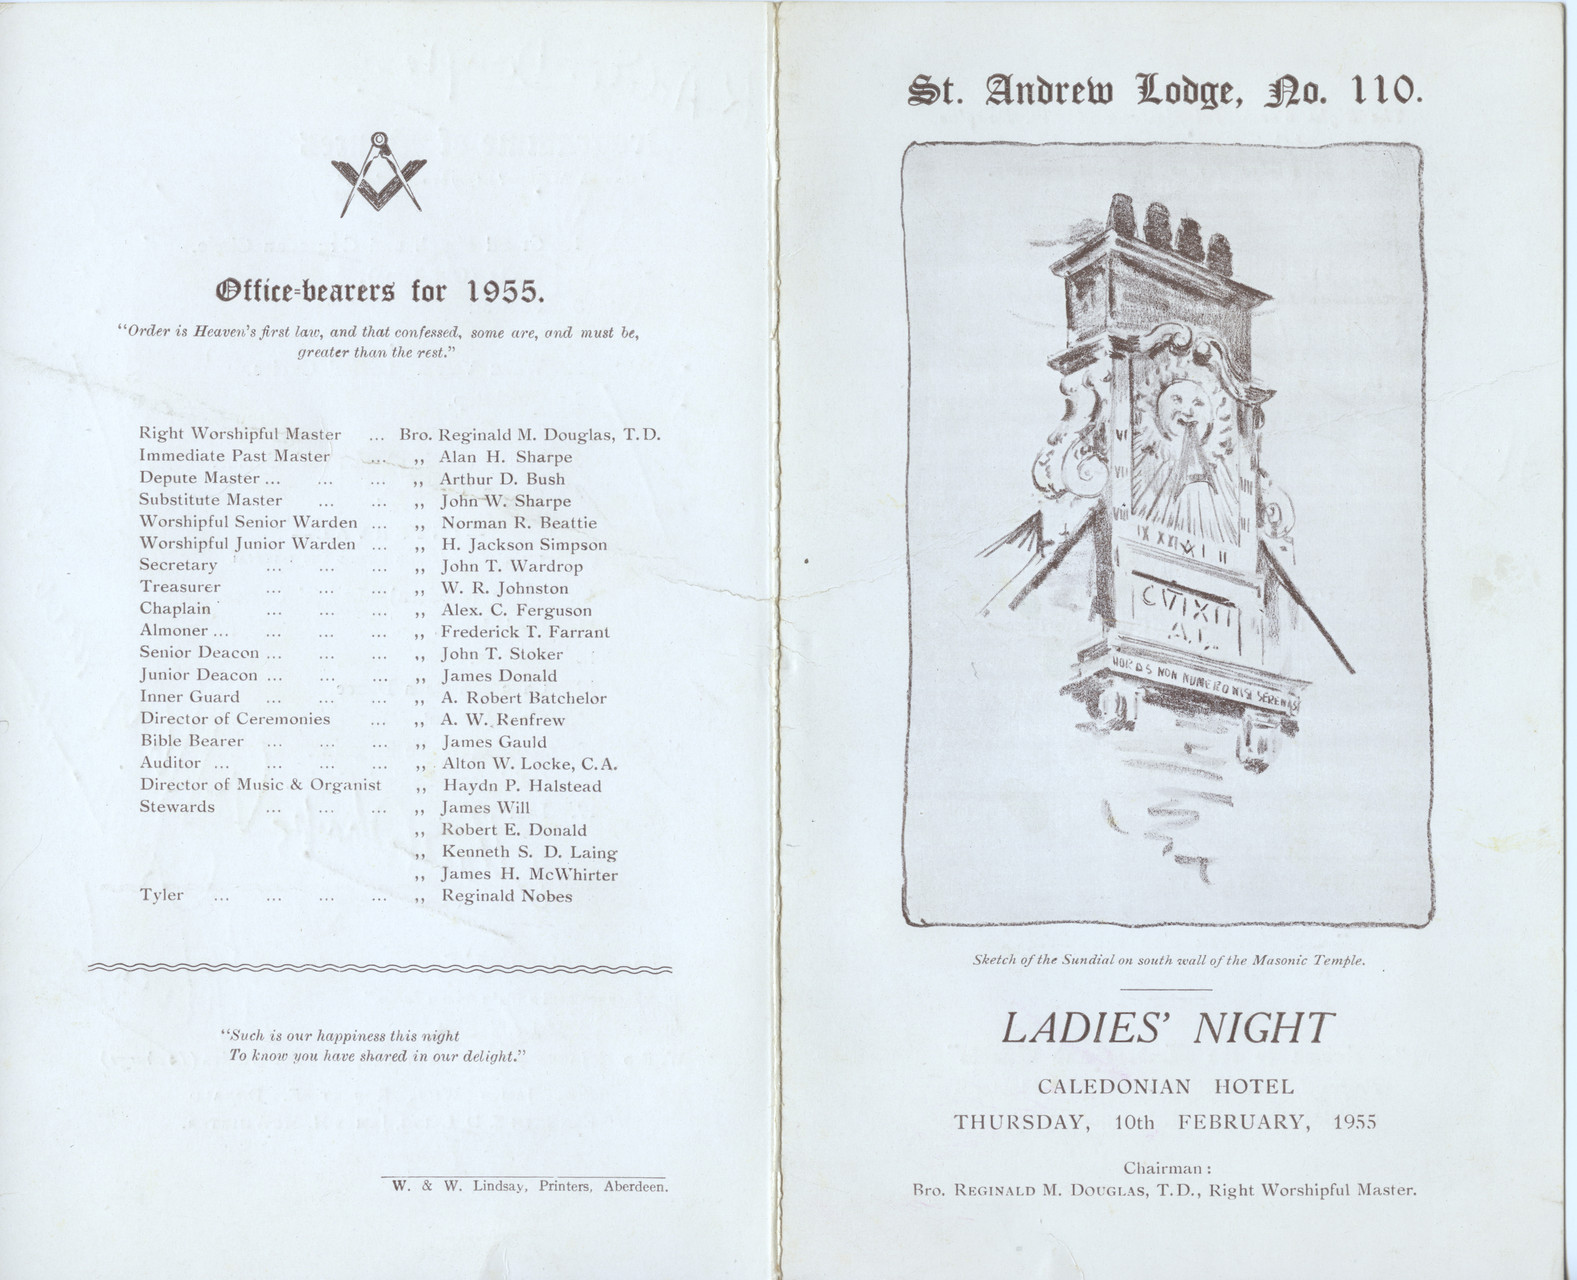 Office-bearers for 1955.
"Order is Heaven's first law, and that confessed, some are, and must be,
greater than the rest."
Right Worshipful Master ... Bro. Reginald M. Douglas, T.D.
Immediate Past Master ... ,, Alan H. Sharpe
Depute Master ... ... ... ,, Arthur D. Bush
Substitute Master ... ... ,, John W. Sharpe
Worshipful Senior Warden ... ,, Norman R. Beattie
Worshipful Junior Warden ... ,, H. Jackson Simpson
Secretary ... ... ... ,, John T. Wardrop
Treasurer ... ... ... ,, W. R. Johnston
Chaplain ... ... ... ,, Alex. C. Ferguson
Almoner ... ... ... ... ,, Frederick T. Farrant
Senior Deacon ... ... ... ,, John T. Stoker
Junior Deacon ... ... ... ,, James Donald
Inner Guard ... ... ... ,, A. Robert Batchelor
Director of Ceremonies ... ,, A. W. Renfrew
Bible Bearer ... ... ... ,, James Gauld
Auditor ... ... ... ... ,, Alton W. Locke, C.A.
Director of Music & Organist ,, Haydn P. Halstead
Stewards ... ... ... ,, James Will
,, Robert E. Donald
,, Kenneth S. D. Laing
,, James H. McWhirter
Tyler ... ... ... ... ,, Reginald Nobes
"Such is our happiness this night
To know you have shared in our delight."
W. & W. Lindsay, Printers, Aberdeen.
St. Andrew Lodge, No. 110.
VI
VII
VIII
IX X XI
I II
CVIXII
A.L.
HORAS NON NUMERO NISI SERENAS
Sketch of the Sundial on south wall of the Masonic Temple.
LADIES' NIGHT
CALEDONIAN HOTEL
THURSDAY, 10th FEBRUARY, 1955
Chairman :
Bro. REGINALD M. DOUGLAS, T.D., Right Worshipful Master.